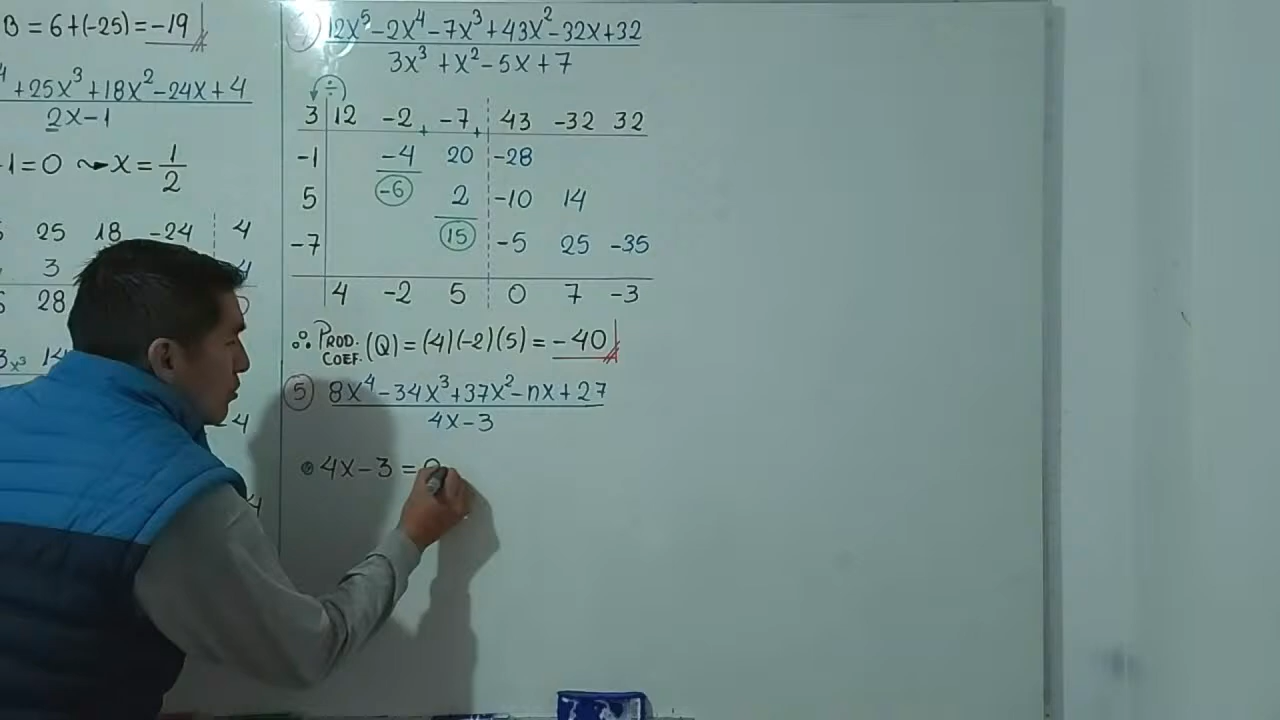 B = 6+(-25) = -19
4 +25x³+18x²-24x+4
2x-1
-1=0 ⤳ x = 1/2
25 18 -24 4
3
28
3x³ 14
-4
12x⁵-2x⁴-7x³+43x²-32x+32
3x³+x²-5x+7
÷
3 12 -2 -7 43 -32 32
-1 -4 20 -28
5 -6 2 -10 14
-7 15 -5 25 -35
4 -2 5 0 7 -3
∴ PROD. COEF. (Q) = (4)(-2)(5) = -40
5 8x⁴-34x³+37x²-nx+27
4x-3
• 4x-3 = 0